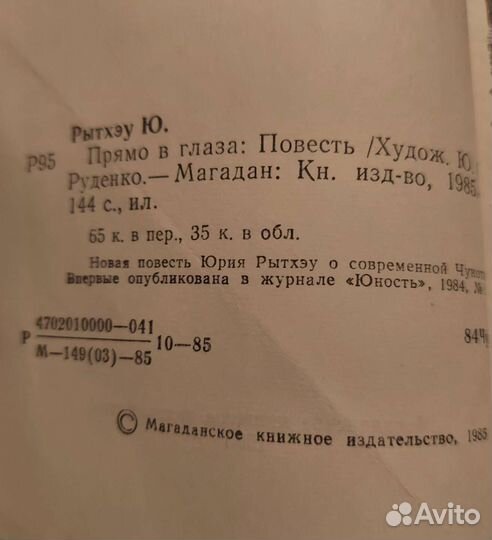 Рытхэу Ю.
Р95 Прямо в глаза: Повесть /Худож. Ю.
Руденко.— Магадан: Кн. изд-во, 1985.
144 с., ил.
65 к. в пер., 35 к. в обл.
Новая повесть Юрия Рытхэу о современной
Впервые опубликована в журнале «Юность», 1984, №
Р 4702010000—041 / М—149(03)—85 10—85 84Ч
© Магаданское книжное издательство, 1985
Avito